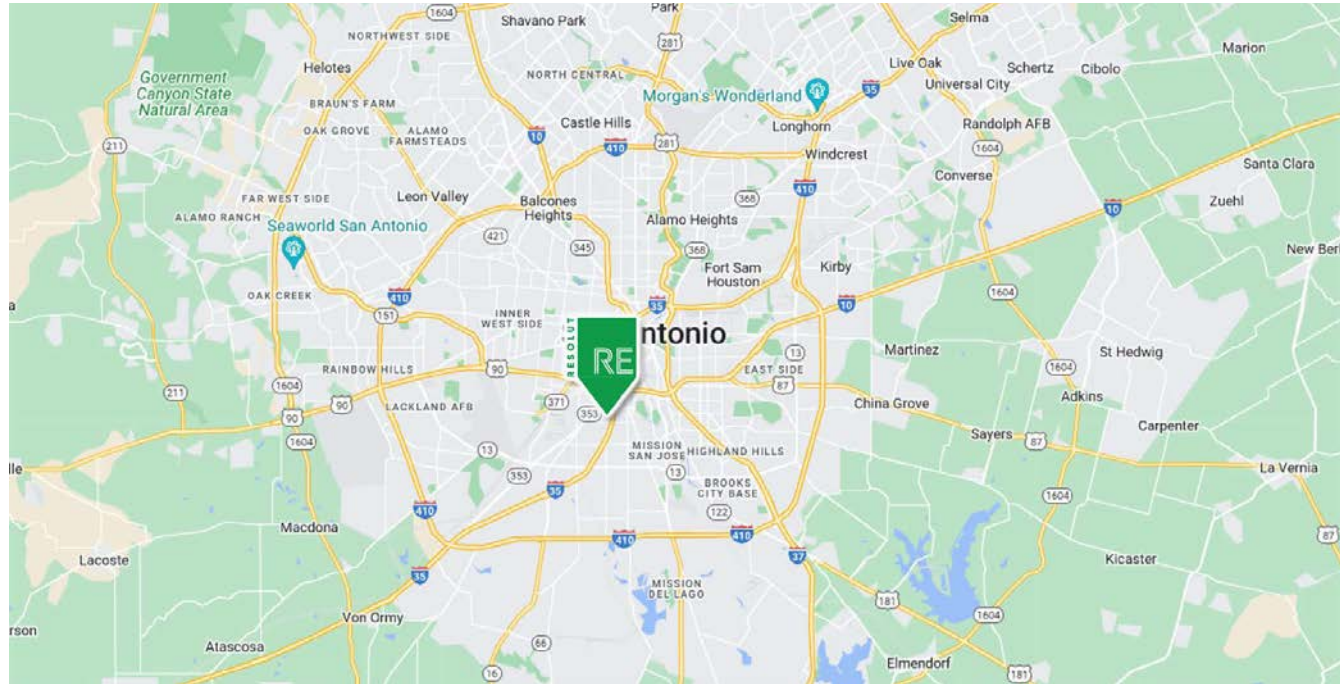 1604
Shavano Park
Park
Selma
NORTHWEST SIDE
281
Marion
Helotes
Live Oak
Schertz
Cibolo
Government
Canyon State
Natural Area
NORTH CENTRAL
Morgan's Wonderland
35
Universal City
BRAUN'S FARM
OAK GROVE
ALAMO
FARMSTEADS
Castle Hills
Longhorn
Randolph AFB
10
281
211
410
Windcrest
1604
Santa Clara
FAR WEST SIDE
Leon Valley
Balcones
Heights
368
410
Converse
Zuehl
ALAMO RANCH
Alamo Heights
10
Seaworld San Antonio
421
345
368
New Ber
Fort Sam
Houston
Kirby
OAK CREEK
410
1604
151
INNER
WEST SIDE
35
10
RESOLUT
RE
ntonio
13
Martinez
St Hedwig
RAINBOW HILLS
90
EAST SIDE
87
1604
211
90
LACKLAND AFB
371
353
China Grove
Adkins
90
Carpenter
1604
MISSION
SAN JOSE
HIGHLAND HILLS
Sayers
87
13
353
13
lle
La Vernia
35
BROOKS
CITY BASE
122
1604
410
Macdona
410
410
37
87
Lacoste
Kicaster
35
MISSION
DEL LAGO
181
1604
rson
Von Ormy
Atascosa
66
16
Elmendorf
181